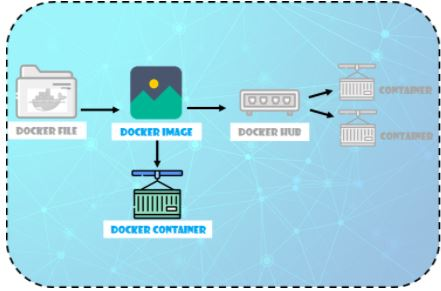 DOCKER FILE
DOCKER IMAGE
DOCKER HUB
CONTAINER
CONTAINER
DOCKER CONTAINER